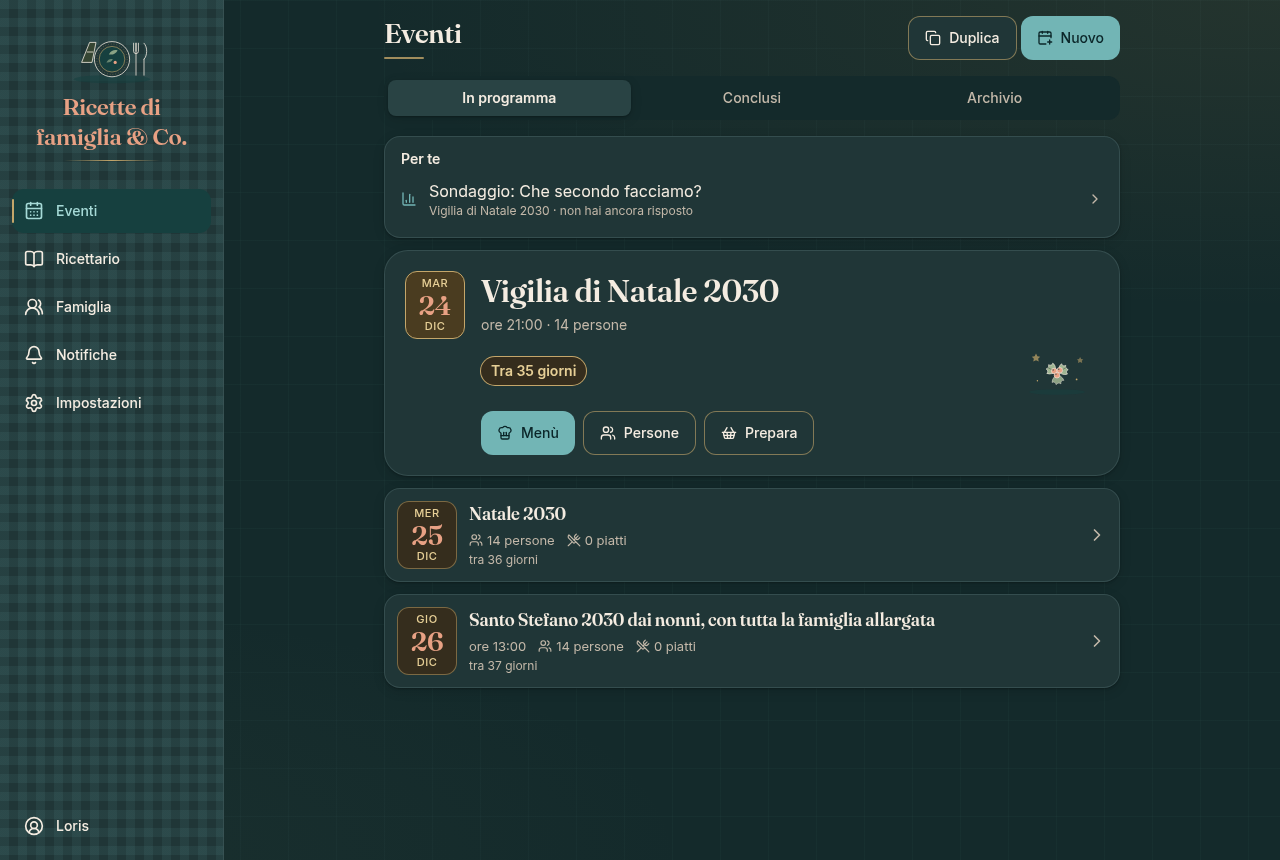 Ricette di
famiglia & Co.
Eventi
Ricettario
Famiglia
Notifiche
Impostazioni
Loris
Eventi
Duplica
Nuovo
In programma
Conclusi
Archivio
Per te
Sondaggio: Che secondo facciamo?
Vigilia di Natale 2030 · non hai ancora risposto
MAR
24
DIC
Vigilia di Natale 2030
ore 21:00 · 14 persone
Tra 35 giorni
Menù
Persone
Prepara
MER
25
DIC
Natale 2030
14 persone
0 piatti
tra 36 giorni
GIO
26
DIC
Santo Stefano 2030 dai nonni, con tutta la famiglia allargata
ore 13:00
14 persone
0 piatti
tra 37 giorni